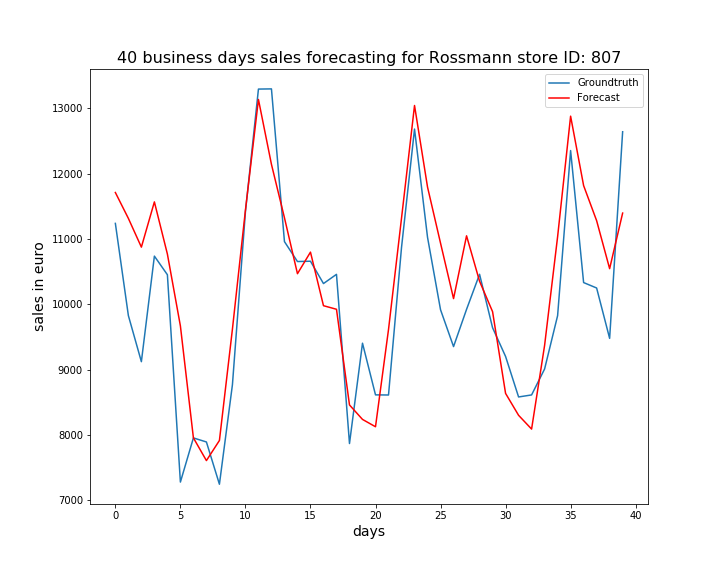 40 business days sales forecasting for Rossmann store ID: 807
Groundtruth
Forecast
13000
12000
11000
10000
9000
8000
7000
sales in euro
0 5 10 15 20 25 30 35 40
days